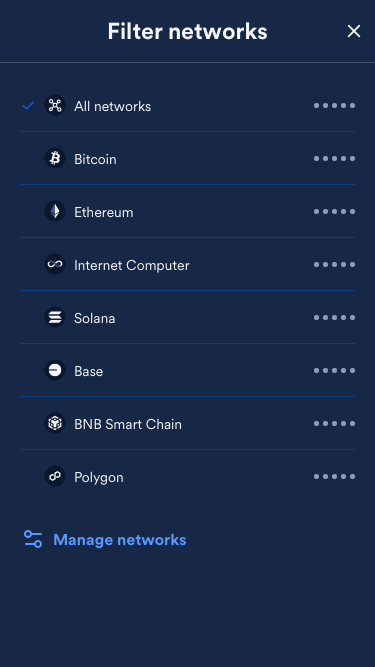 Filter networks
All networks
Bitcoin
Ethereum
Internet Computer
Solana
Base
BNB Smart Chain
Polygon
Manage networks